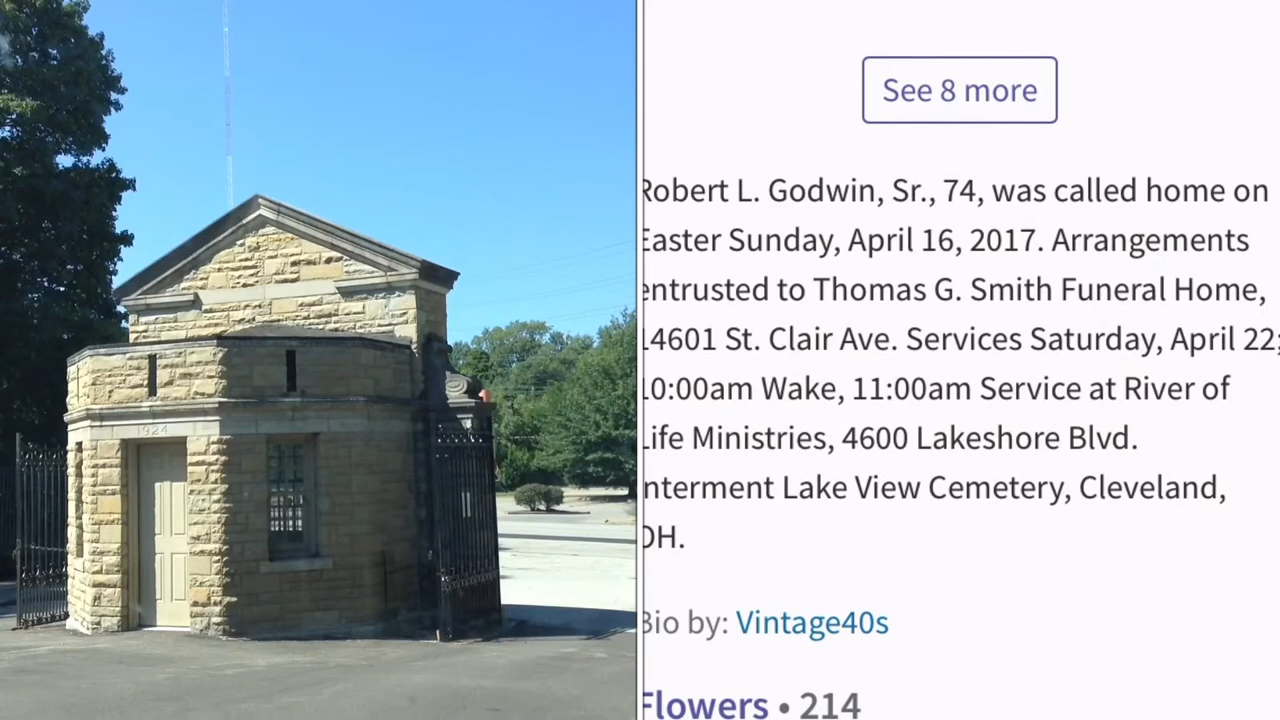 1924
See 8 more
Robert L. Godwin, Sr., 74, was called home on
Easter Sunday, April 16, 2017. Arrangements
entrusted to Thomas G. Smith Funeral Home,
14601 St. Clair Ave. Services Saturday, April 22;
10:00am Wake, 11:00am Service at River of
Life Ministries, 4600 Lakeshore Blvd.
Interment Lake View Cemetery, Cleveland,
OH.
Bio by: Vintage40s
Flowers • 214